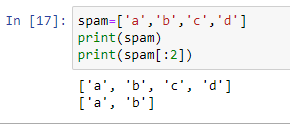 In [17]: spam=['a','b','c','d']
print(spam)
print(spam[:2])
['a', 'b', 'c', 'd']
['a', 'b']